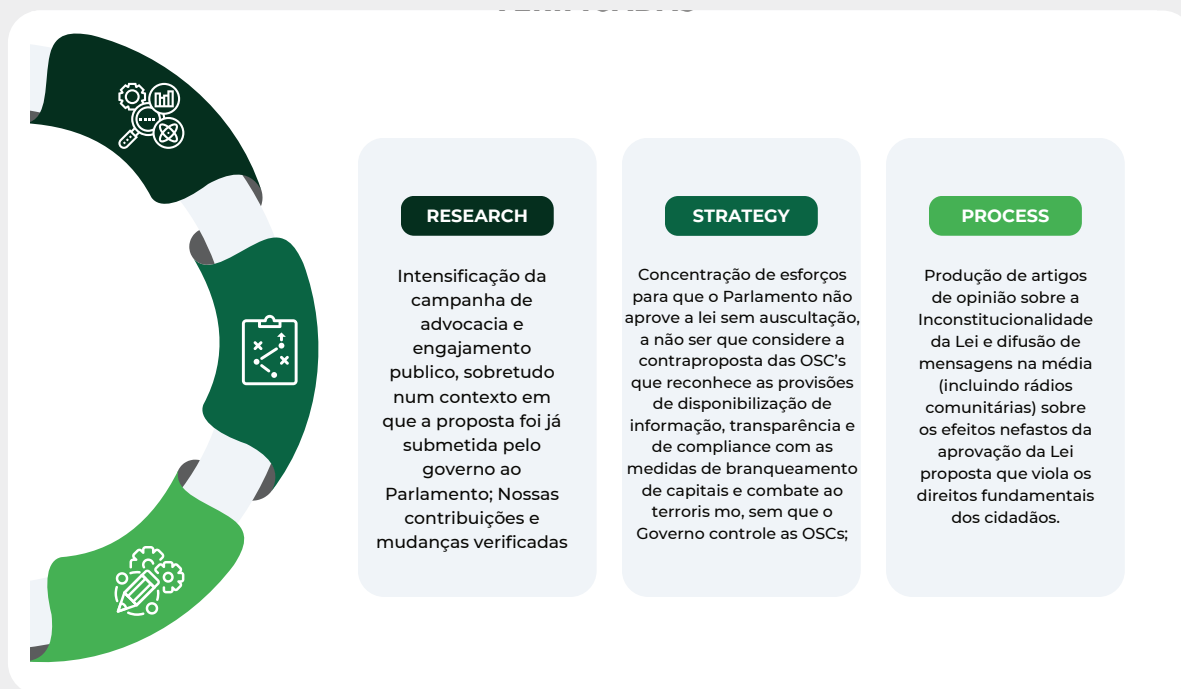 RESEARCH
Intensificação da
campanha de
advocacia e
engajamento
publico, sobretudo
num contexto em
que a proposta foi já
submetida pelo
governo ao
Parlamento; Nossas
contribuições e
mudanças verificadas
STRATEGY
Concentração de esforços
para que o Parlamento não
aprove a lei sem auscultação,
a não ser que considere a
contraproposta das OSC’s
que reconhece as provisões
de disponibilização de
informação, transparência e
de compliance com as
medidas de branqueamento
de capitais e combate ao
terroris mo, sem que o
Governo controle as OSCs;
PROCESS
Produção de artigos
de opinião sobre a
Inconstitucionalidade
da Lei e difusão de
mensagens na média
(incluindo rádios
comunitárias) sobre
os efeitos nefastos da
aprovação da Lei
proposta que viola os
direitos fundamentais
dos cidadãos.